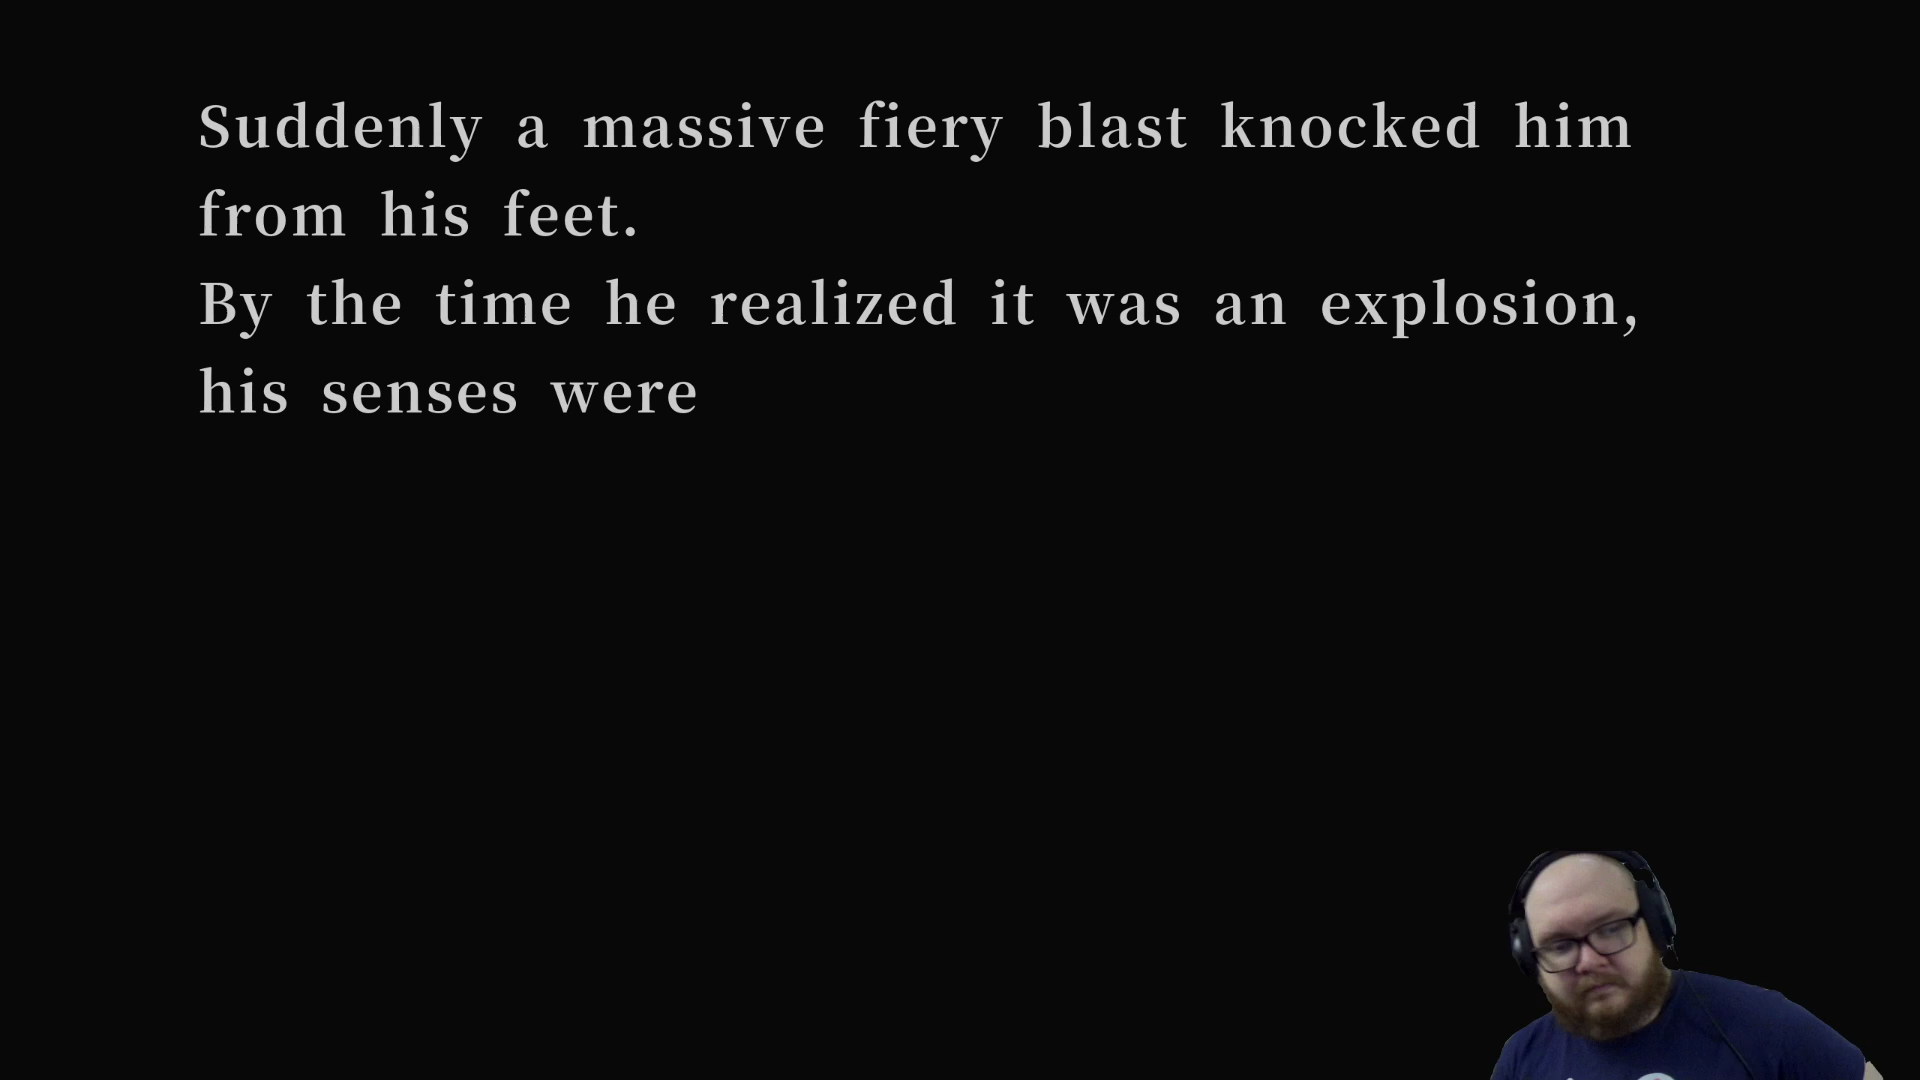 Suddenly a massive fiery blast knocked him
from his feet.
By the time he realized it was an explosion,
his senses were